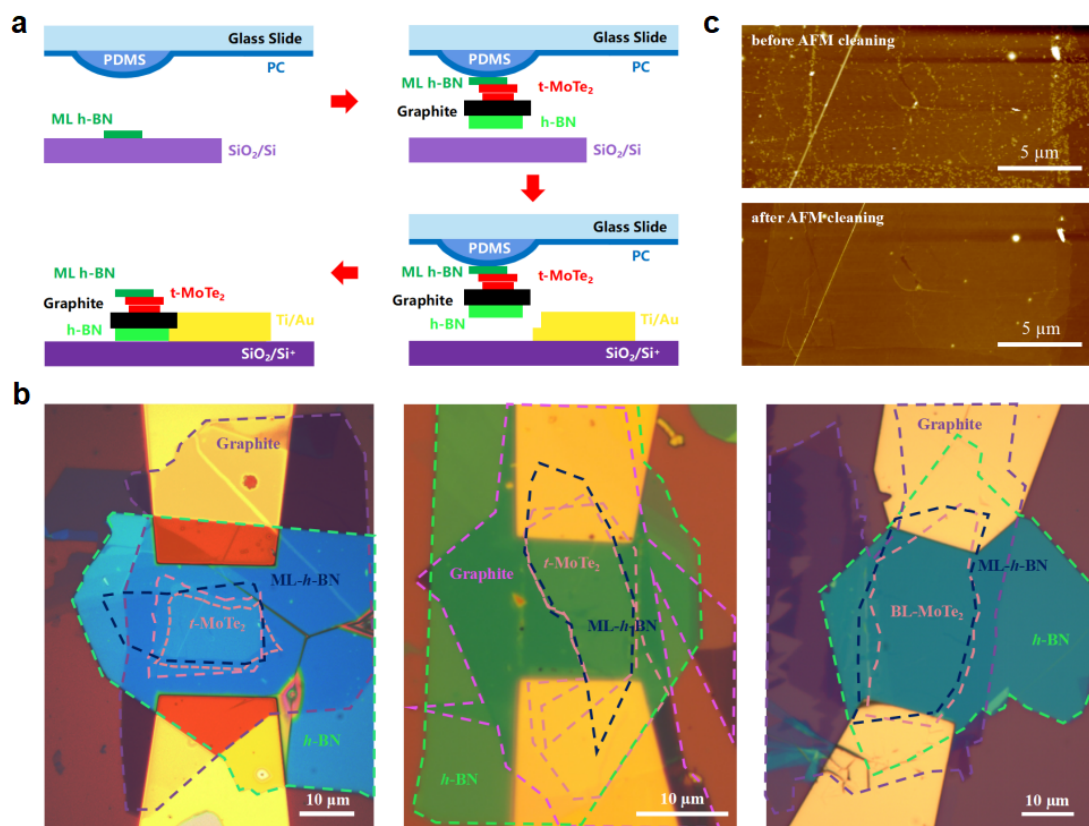 a
Glass Slide
PDMS
PC
ML h-BN
SiO₂/Si
Glass Slide
PDMS
PC
ML h-BN
t-MoTe₂
Graphite
h-BN
SiO₂/Si
Glass Slide
PDMS
PC
ML h-BN
t-MoTe₂
Graphite
h-BN
Ti/Au
SiO₂/Si⁺
ML h-BN
t-MoTe₂
Graphite
h-BN
SiO₂/Si⁺
c
before AFM cleaning
5 μm
after AFM cleaning
5 μm
b
Graphite
ML-h-BN
t-MoTe₂
h-BN
10 μm
Graphite
t-MoTe₂
ML-h-BN
h-BN
10 μm
Graphite
ML-h-BN
BL-MoTe₂
h-BN
10 μm